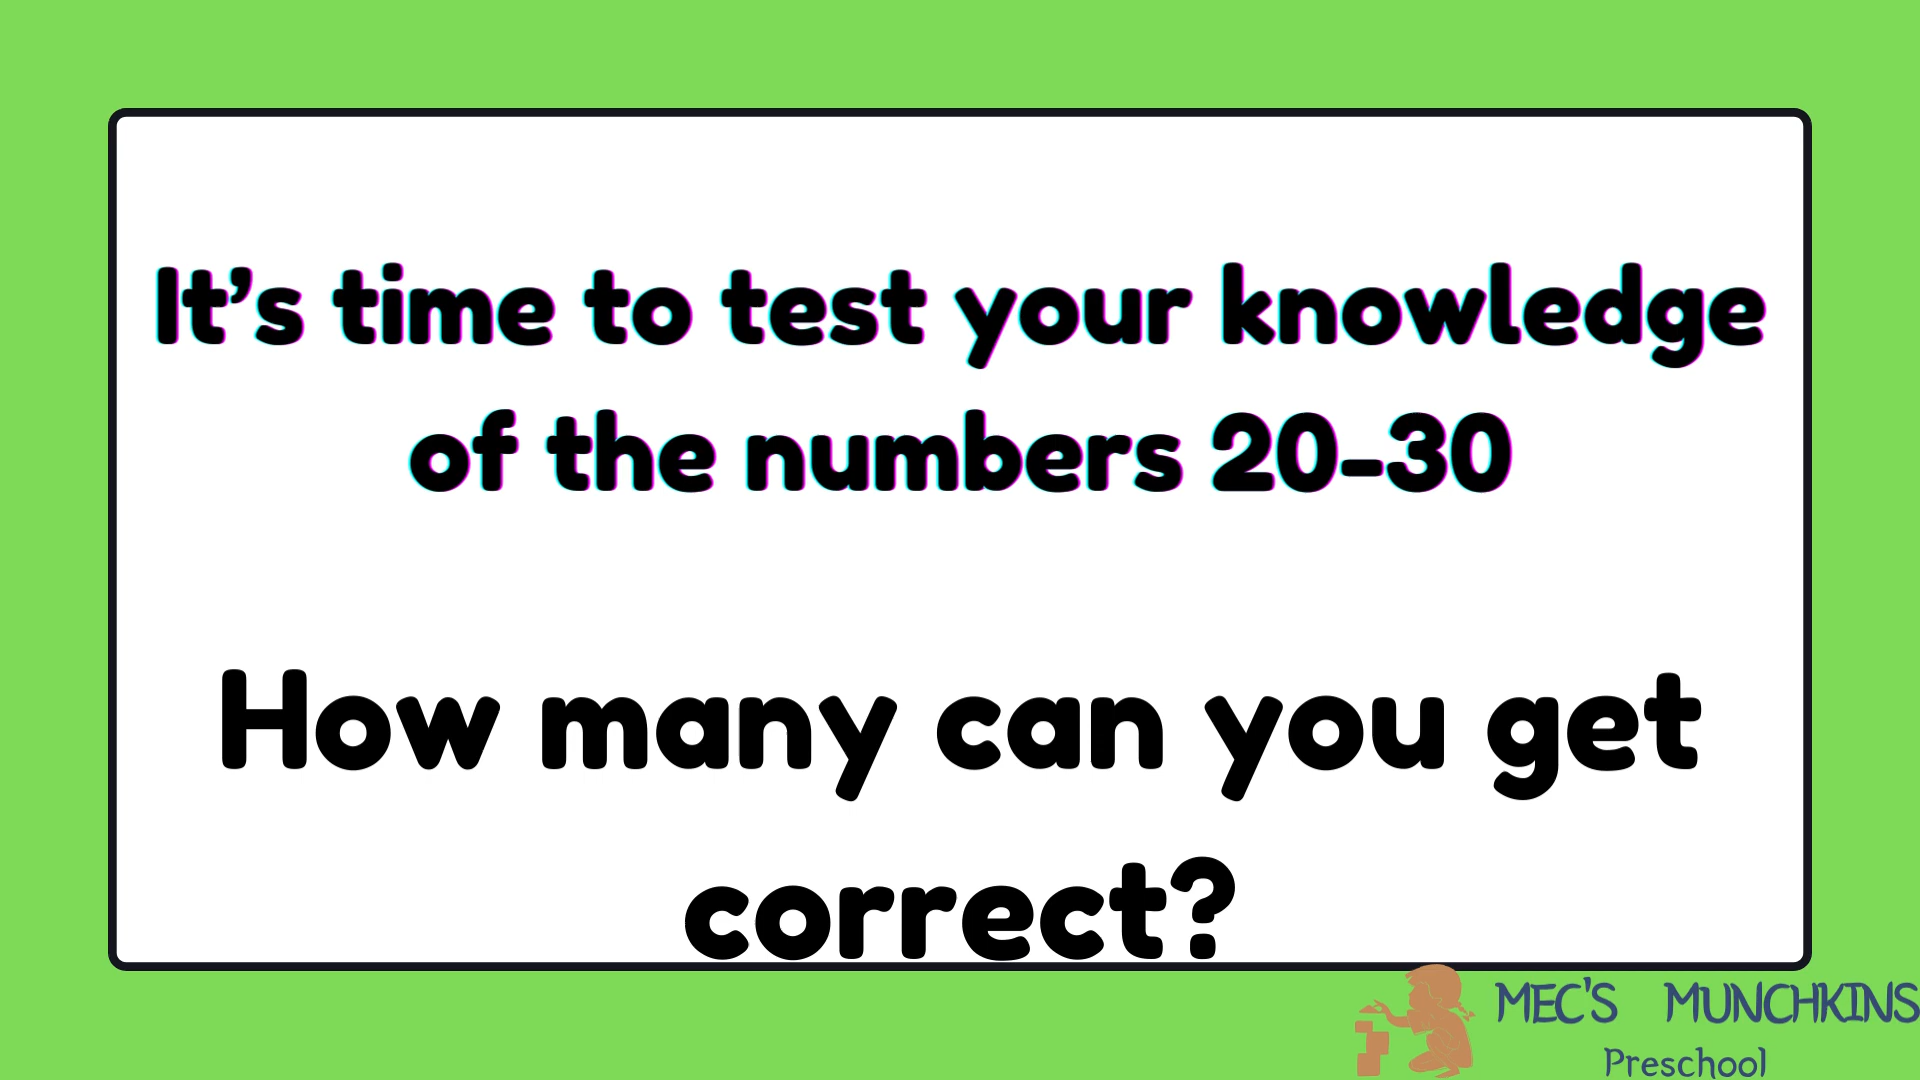 It’s time to test your knowledge
of the numbers 20-30
How many can you get
correct?
MEC'S MUNCHKINS
Preschool